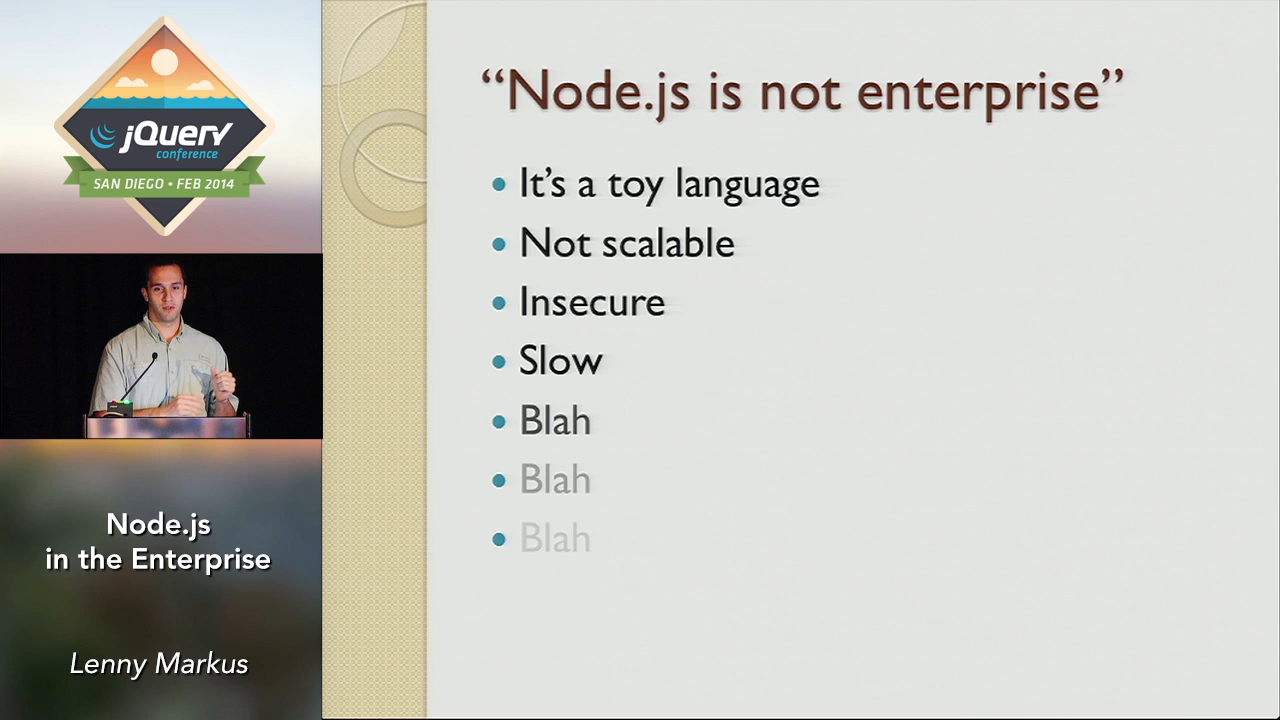 jQuery
conference
SAN DIEGO • FEB 2014
Node.js
in the Enterprise
Lenny Markus
“Node.js is not enterprise”
• It’s a toy language
• Not scalable
• Insecure
• Slow
• Blah
• Blah
• Blah